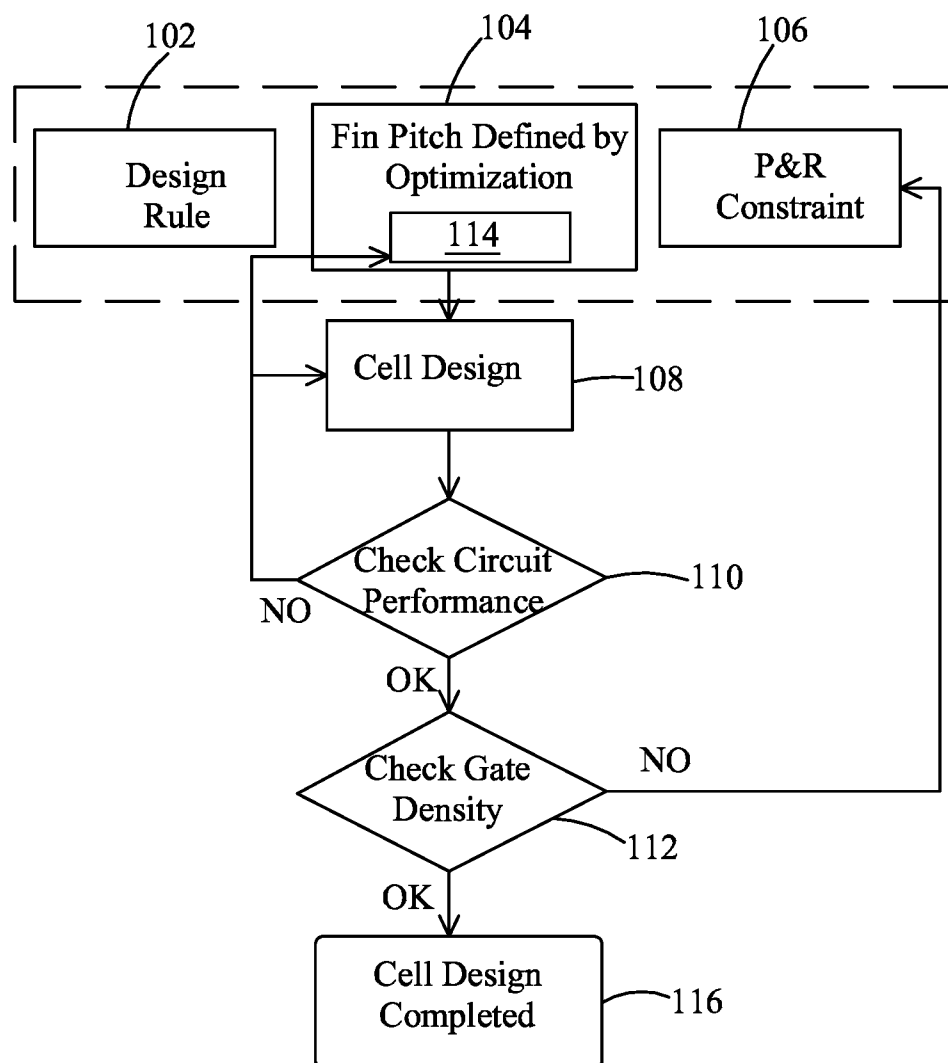 102
104
106
Design
Rule
Fin Pitch Defined by
Optimization
114
P&R
Constraint
Cell Design
108
Check Circuit
Performance
110
NO
OK
Check Gate
Density
NO
112
OK
Cell Design
Completed
116